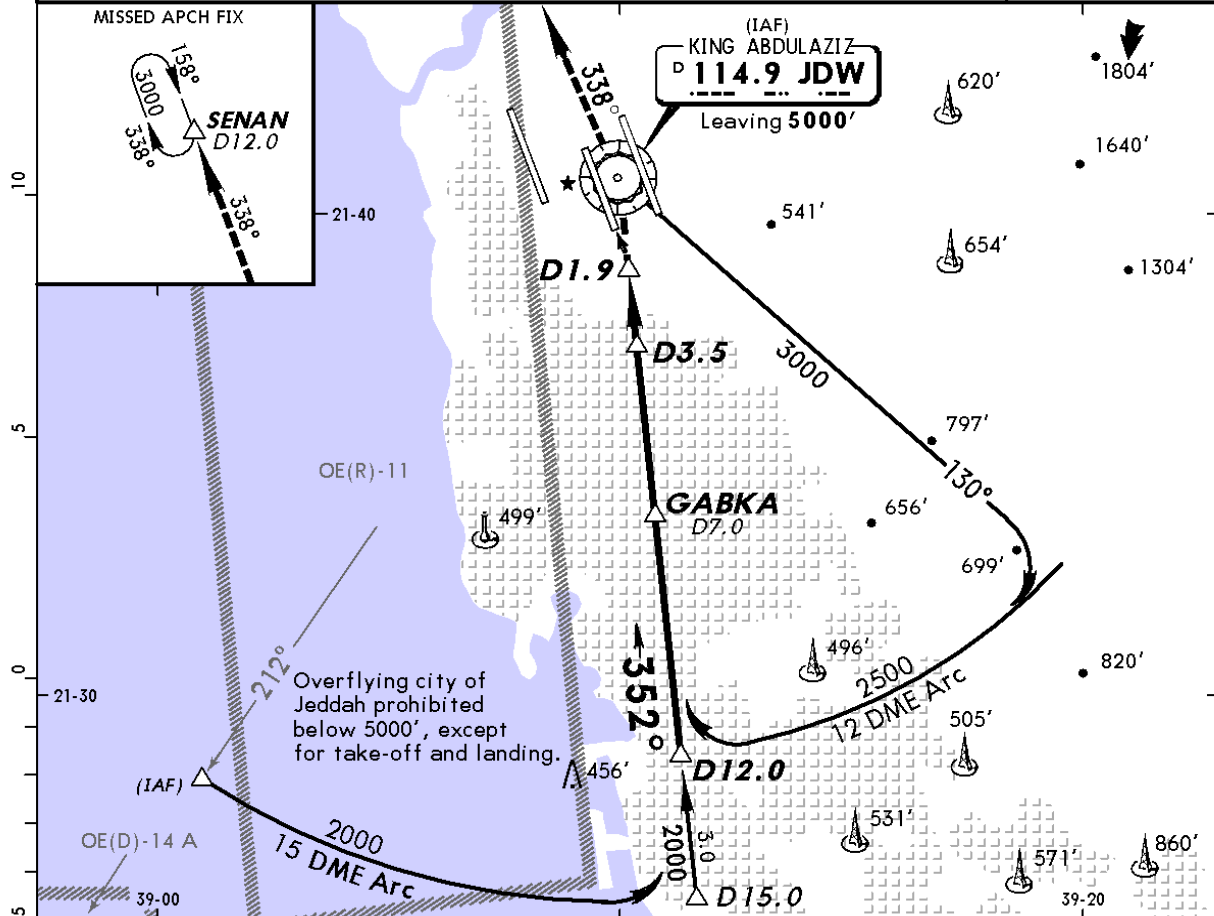 MISSED APCH FIX
158°
3000
338°
SENAN
D12.0
338°
338°
(IAF)
KING ABDULAZIZ
D 114.9 JDW
Leaving 5000'
620'
1804'
1640'
541'
654'
1304'
10
21-40
D1.9
D3.5
3000
5
797'
130°
OE(R)-11
GABKA
D7.0
499'
656'
699'
212°
352°
496'
0
21-30
Overflying city of
Jeddah prohibited
below 5000', except
for take-off and landing.
2500
12 DME Arc
820'
505'
(IAF)
456'
D12.0
OE(D)-14 A
2000
15 DME Arc
2000
3.0
531'
571'
860'
5
39-00
D15.0
39-20